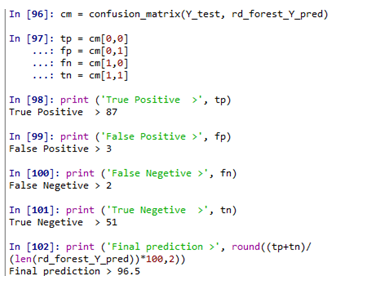 In [96]: cm = confusion_matrix(Y_test, rd_forest_Y_pred)
In [97]: tp = cm[0,0]
...: fp = cm[0,1]
...: fn = cm[1,0]
...: tn = cm[1,1]
In [98]: print ('True Positive  >', tp)
True Positive  > 87
In [99]: print ('False Positive >', fp)
False Positive > 3
In [100]: print ('False Negetive >', fn)
False Negetive > 2
In [101]: print ('True Negetive  >', tn)
True Negetive  > 51
In [102]: print ('Final prediction >', round((tp+tn)/
(len(rd_forest_Y_pred))*100,2))
Final prediction > 96.5